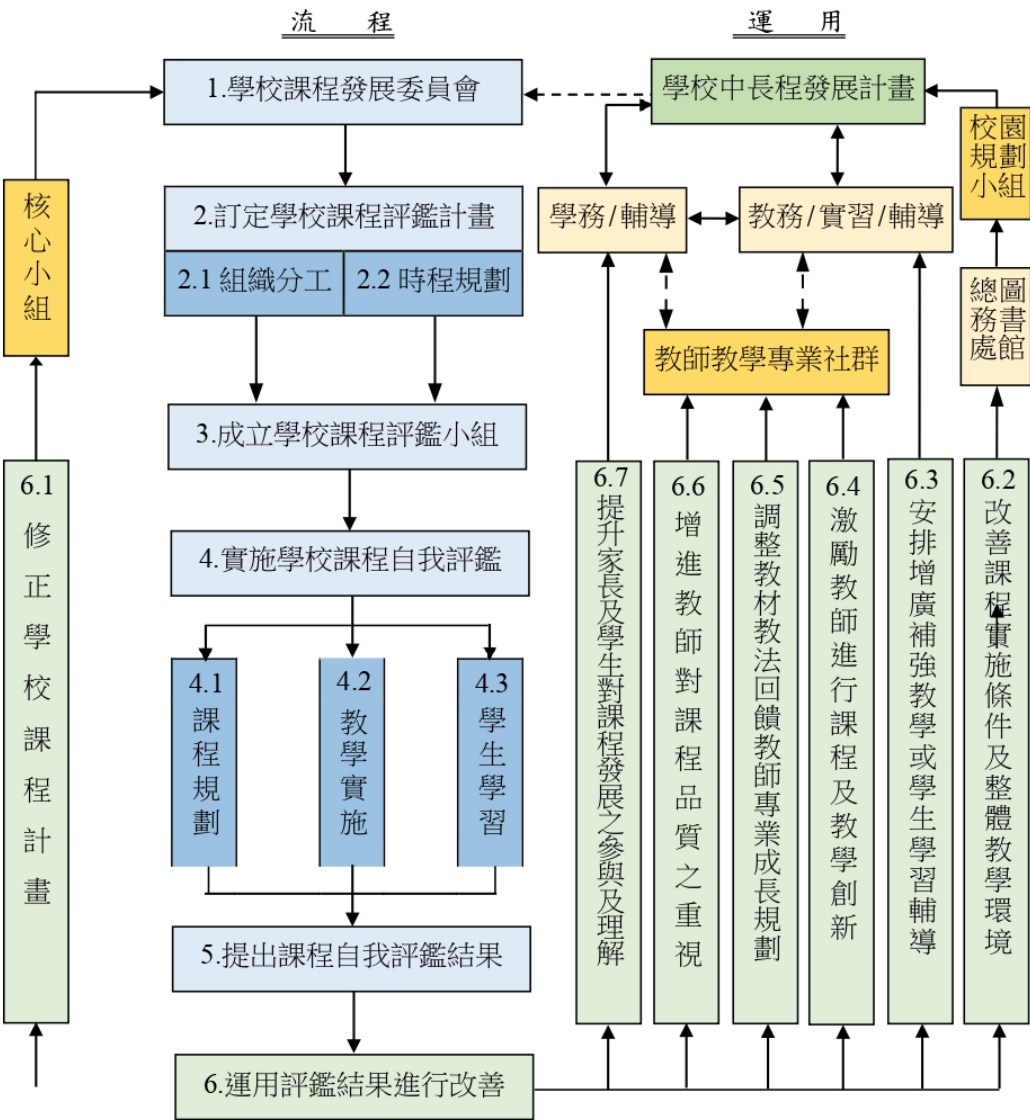 流 程
運 用
1.學校課程發展委員會
學校中長程發展計畫
校園規劃小組
核心小組
2.訂定學校課程評鑑計畫
2.1 組織分工
2.2 時程規劃
學務/輔導
教務/實習/輔導
總務處
圖書館
教師教學專業社群
3.成立學校課程評鑑小組
4.實施學校課程自我評鑑
4.1 課程規劃
4.2 教學實施
4.3 學生學習
5.提出課程自我評鑑結果
6.運用評鑑結果進行改善
6.1 修正學校課程計畫
6.7 提升家長及學生對課程發展之參與及理解
6.6 增進教師對課程品質之重視
6.5 調整教材教法回饋教師專業成長規劃
6.4 激勵教師進行課程及教學創新
6.3 安排增廣補強教學或學生學習輔導
6.2 改善課程實施條件及整體教學環境